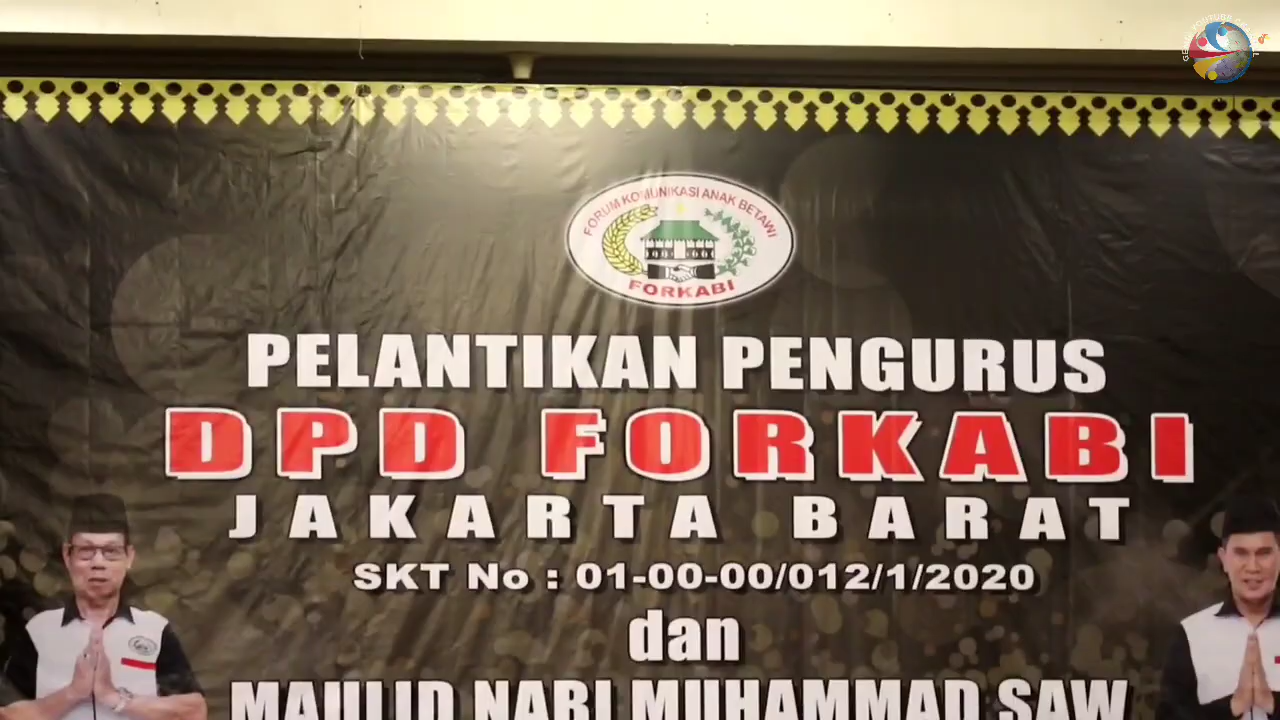 FORUM KOMUNIKASI ANAK BETAWI
FORKABI
PELANTIKAN PENGURUS
DPD FORKABI
JAKARTA BARAT
SKT No : 01-00-00/012/1/2020
dan
MAULID NABI MUHAMMAD SAW